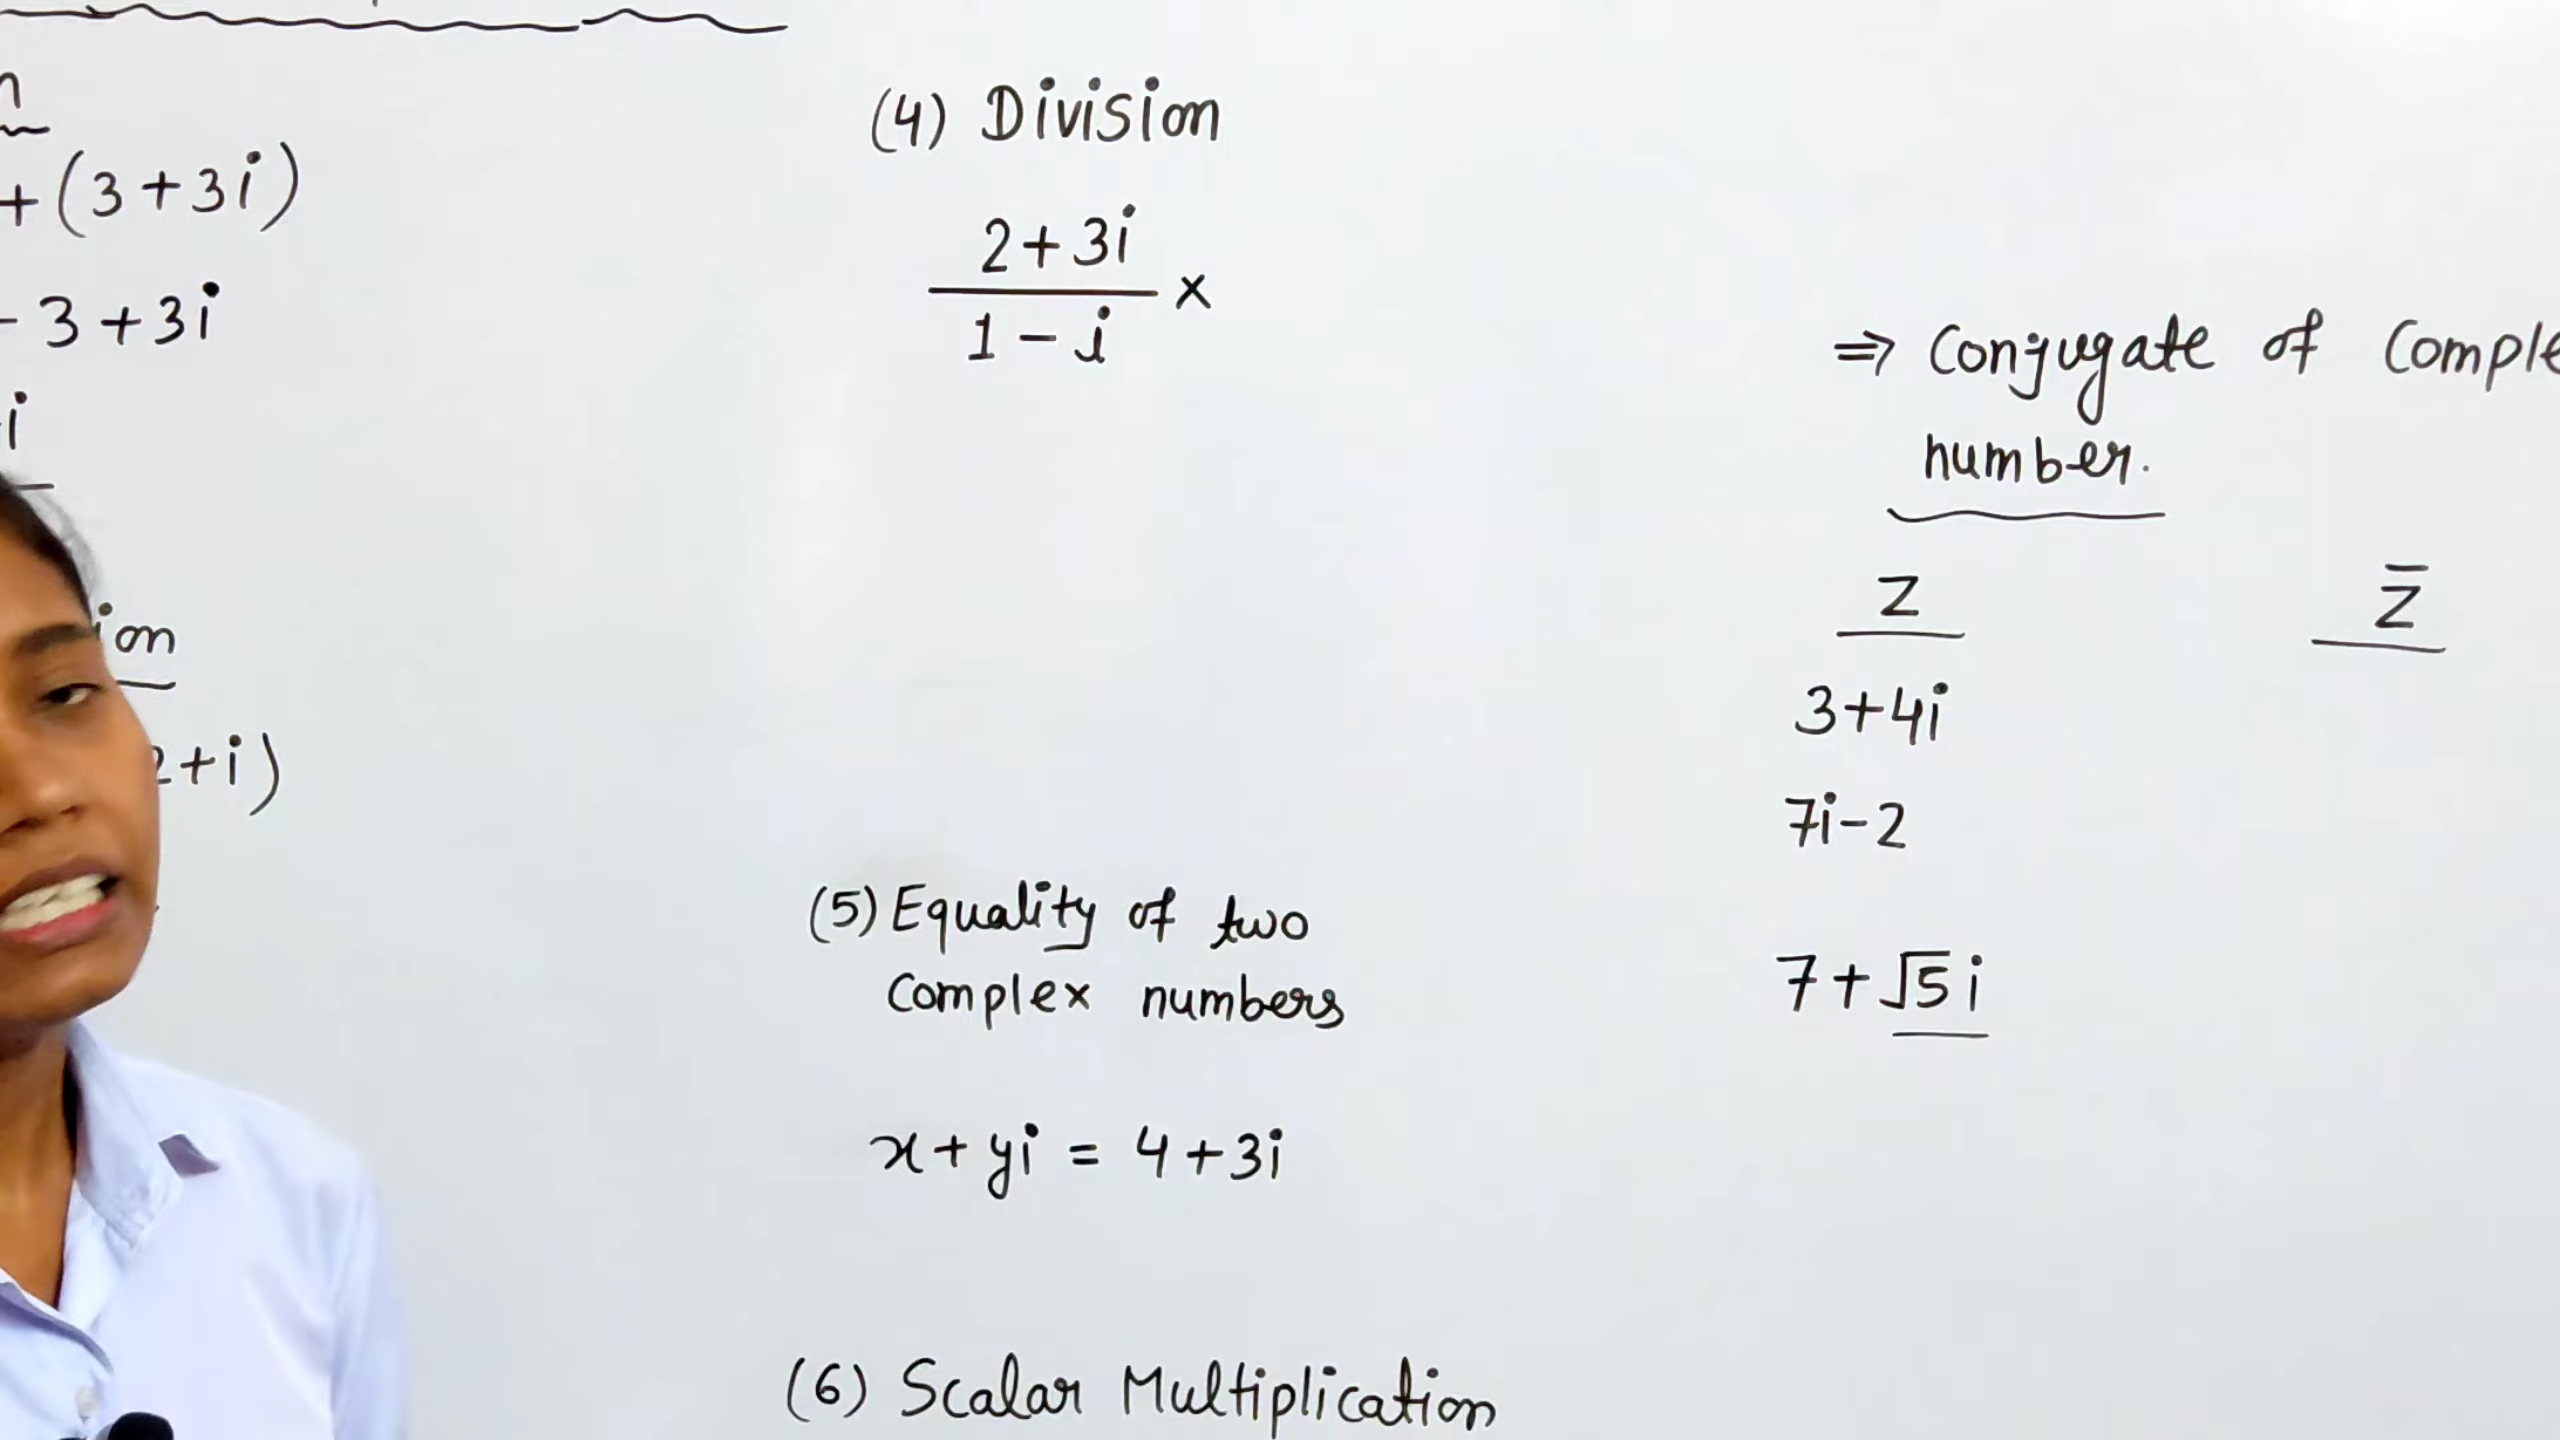 +(3+3i)
-3+3i
i
ion
2+i)
(4) Division
2+3i
1-i
×
(5) Equality of two
Complex numbers
x+yi = 4+3i
(6) Scalar Multiplication
⇒ Conjugate of Comple
number.
z z̄
3+4i
7i-2
7+√5i